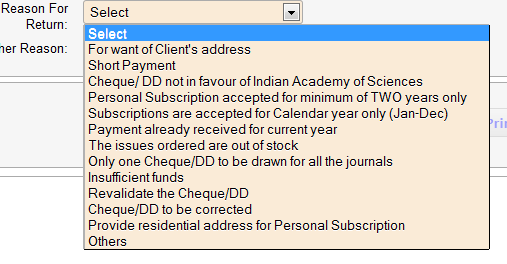 Reason For
Return:
Select
her Reason:
Select
For want of Client's address
Short Payment
Cheque/ DD not in favour of Indian Academy of Sciences
Personal Subscription accepted for minimum of TWO years only
Subscriptions are accepted for Calendar year only (Jan-Dec)
Payment already received for current year
The issues ordered are out of stock
Only one Cheque/DD to be drawn for all the journals
Insufficient funds
Revalidate the Cheque/DD
Cheque/DD to be corrected
Provide residential address for Personal Subscription
Others
Pri